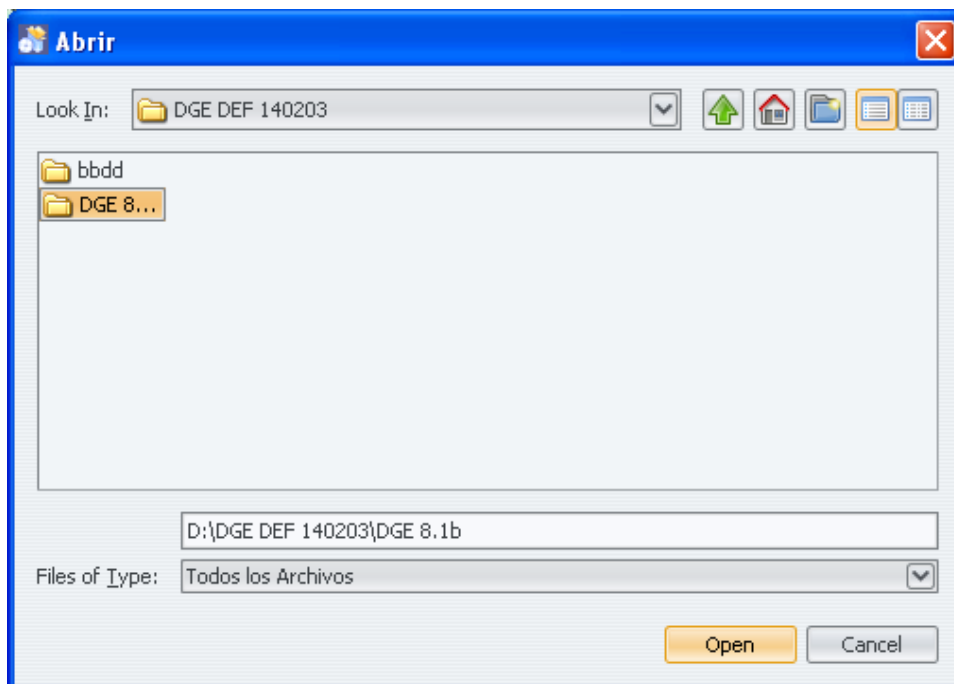 Abrir
Look In: DGE DEF 140203
bbdd
DGE 8...
D:\DGE DEF 140203\DGE 8.1b
Files of Type: Todos los Archivos
Open Cancel